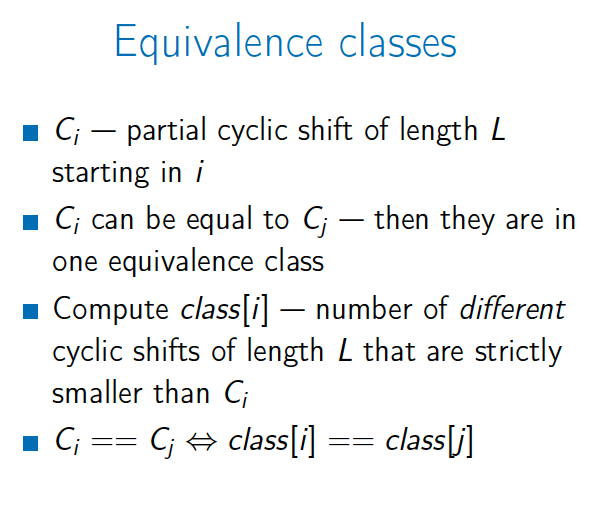 Equivalence classes
C_i — partial cyclic shift of length L
starting in i
C_i can be equal to C_j — then they are in
one equivalence class
Compute class[i] — number of different
cyclic shifts of length L that are strictly
smaller than C_i
C_i == C_j ⇔ class[i] == class[j]